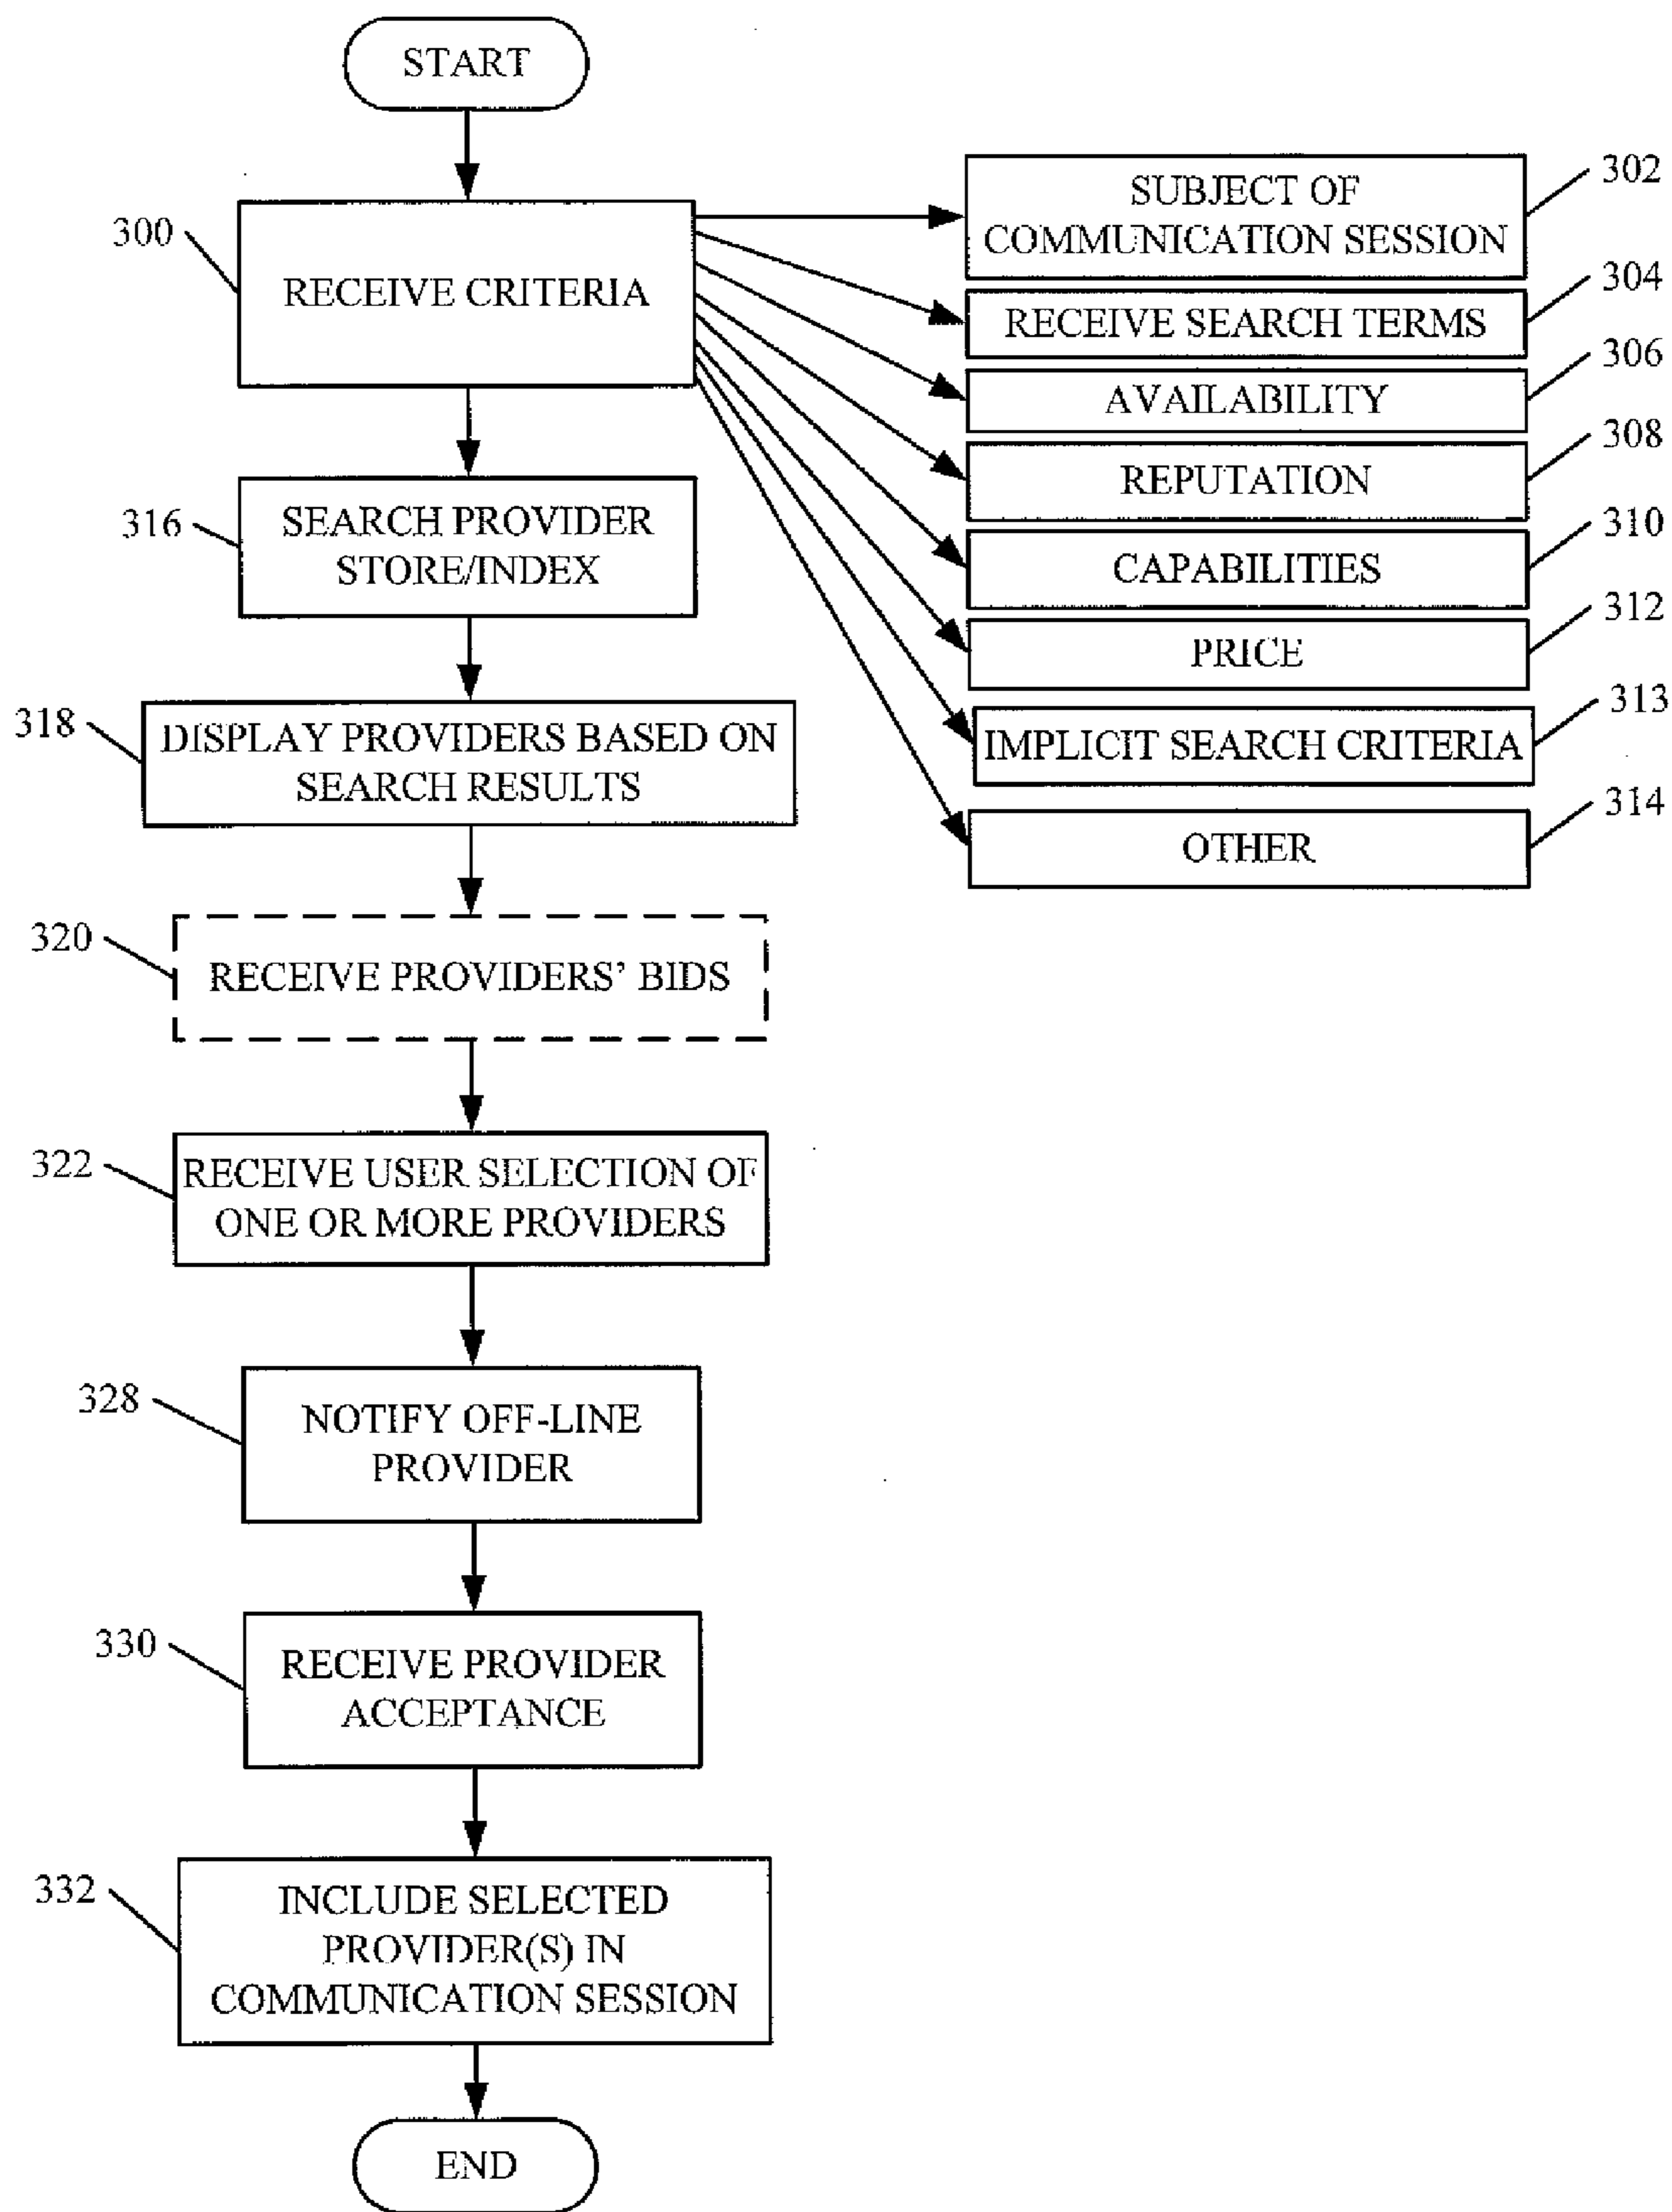 START
300
RECEIVE CRITERIA
302
SUBJECT OF
COMMUNICATION SESSION
304
RECEIVE SEARCH TERMS
306
AVAILABILITY
308
REPUTATION
310
CAPABILITIES
312
PRICE
313
IMPLICIT SEARCH CRITERIA
314
OTHER
316
SEARCH PROVIDER
STORE/INDEX
318
DISPLAY PROVIDERS BASED ON
SEARCH RESULTS
320
RECEIVE PROVIDERS’ BIDS
322
RECEIVE USER SELECTION OF
ONE OR MORE PROVIDERS
328
NOTIFY OFF-LINE
PROVIDER
330
RECEIVE PROVIDER
ACCEPTANCE
332
INCLUDE SELECTED
PROVIDER(S) IN
COMMUNICATION SESSION
END